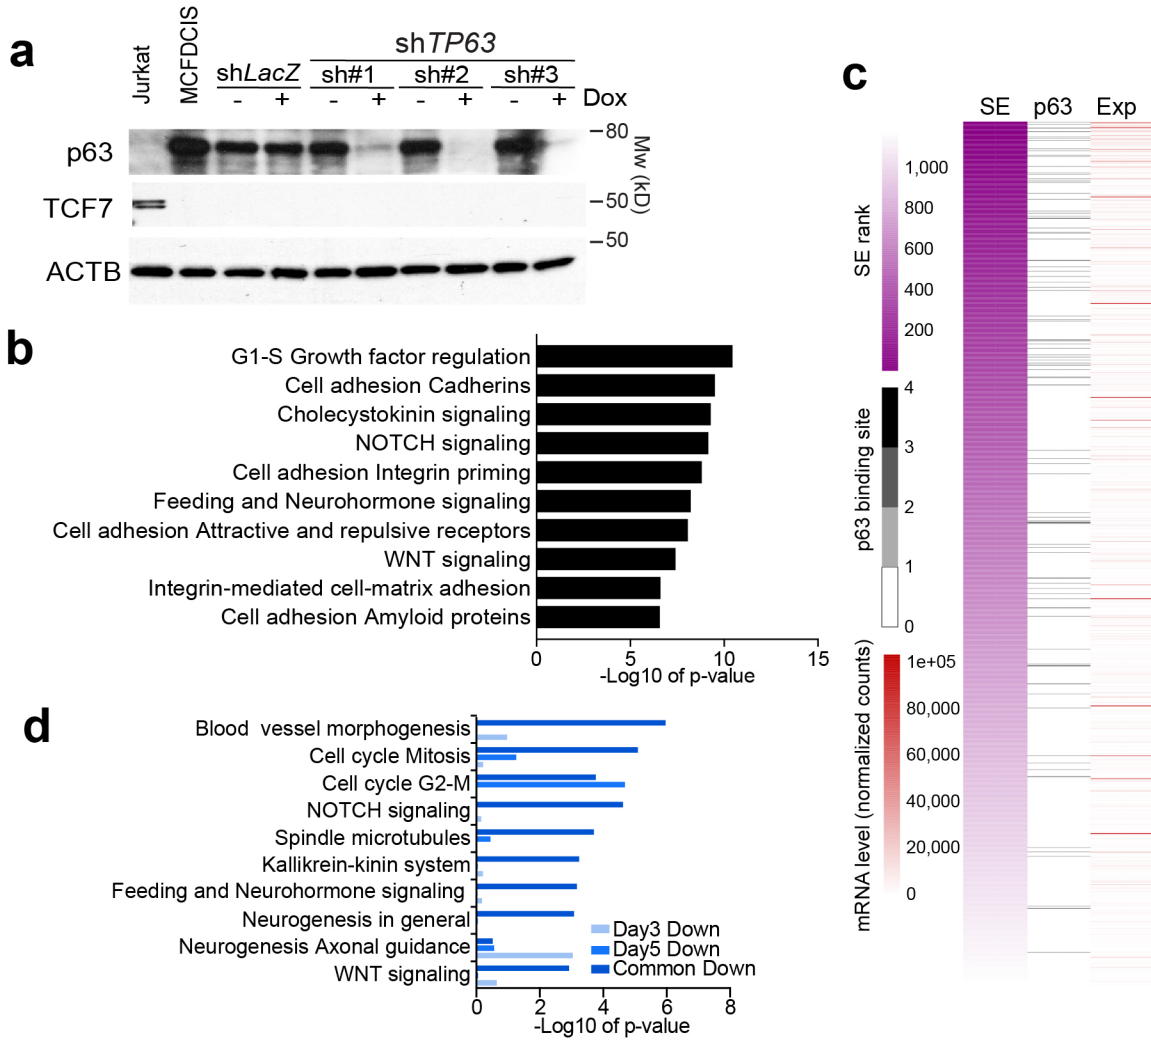 a
Jurkat
MCFDCIS
shTP63
shLacZ sh#1 sh#2 sh#3
- + - + - + - + Dox
p63
TCF7
ACTB
80
50
50
Mw (kD)
b
G1-S Growth factor regulation
Cell adhesion Cadherins
Cholecystokinin signaling
NOTCH signaling
Cell adhesion Integrin priming
Feeding and Neurohormone signaling
Cell adhesion Attractive and repulsive receptors
WNT signaling
Integrin-mediated cell-matrix adhesion
Cell adhesion Amyloid proteins
0 5 10 15
-Log10 of p-value
c
SE p63 Exp
SE rank
1,000
800
600
400
200
p63 binding site
4
3
2
1
0
mRNA level (normalized counts)
1e+05
80,000
60,000
40,000
20,000
0
d
Blood vessel morphogenesis
Cell cycle Mitosis
Cell cycle G2-M
NOTCH signaling
Spindle microtubules
Kallikrein-kinin system
Feeding and Neurohormone signaling
Neurogenesis in general
Neurogenesis Axonal guidance
WNT signaling
Day3 Down
Day5 Down
Common Down
0 2 4 6 8
-Log10 of p-value